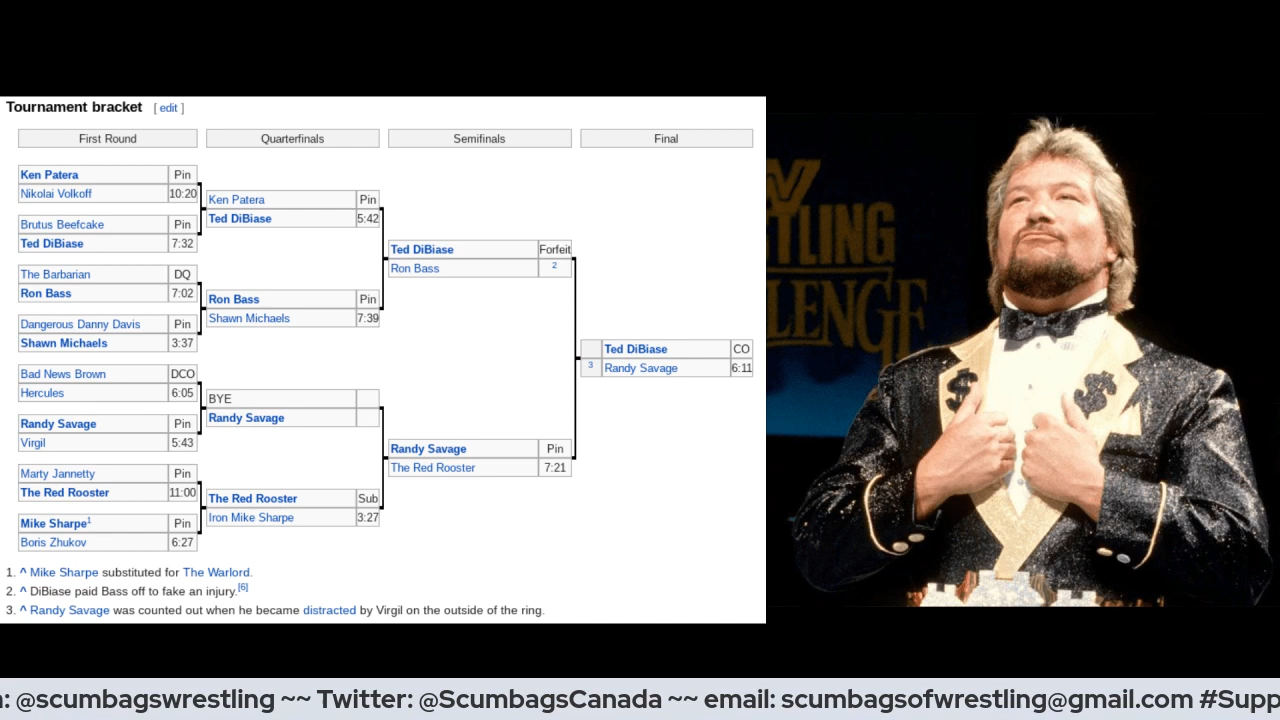 Tournament bracket [ edit ]
First Round Quarterfinals Semifinals Final
Ken Patera Pin
Nikolai Volkoff 10:20
Brutus Beefcake Pin
Ted DiBiase 7:32
The Barbarian DQ
Ron Bass 7:02
Dangerous Danny Davis Pin
Shawn Michaels 3:37
Bad News Brown DCO
Hercules 6:05
Randy Savage Pin
Virgil 5:43
Marty Jannetty Pin
The Red Rooster 11:00
Mike Sharpe1 Pin
Boris Zhukov 6:27
Ken Patera Pin
Ted DiBiase 5:42
Ron Bass Pin
Shawn Michaels 7:39
BYE
Randy Savage
The Red Rooster Sub
Iron Mike Sharpe 3:27
Ted DiBiase Forfeit
Ron Bass 2
Randy Savage Pin
The Red Rooster 7:21
Ted DiBiase CO
3 Randy Savage 6:11
1. ^ Mike Sharpe substituted for The Warlord.
2. ^ DiBiase paid Bass off to fake an injury.[6]
3. ^ Randy Savage was counted out when he became distracted by Virgil on the outside of the ring.
$ $
: @scumbagswrestling ~~ Twitter: @ScumbagsCanada ~~ email: scumbagsofwrestling@gmail.com #Supp